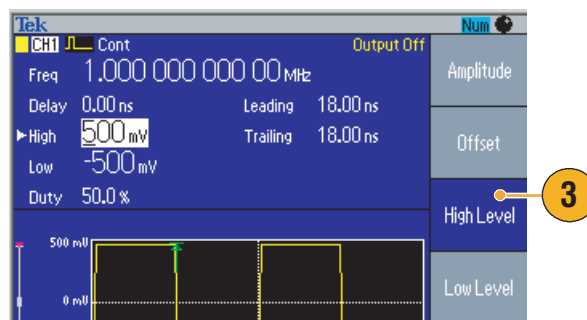 Tek Num
CH1 Cont Output Off
Freq 1.000 000 000 00 MHz
Delay 0.00 ns Leading 18.00 ns
High 500 mV Trailing 18.00 ns
Low -500 mV
Duty 50.0 %
500 mV
0 mV
Amplitude
Offset
High Level
Low Level
3